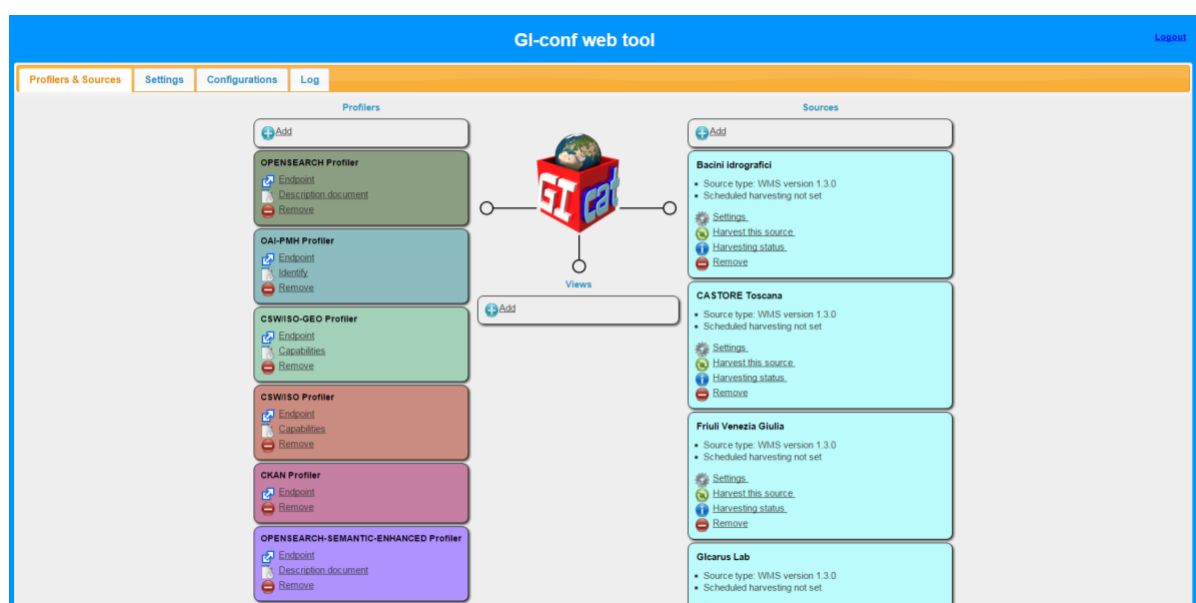 GI-conf web tool
Logout
Profilers & Sources
Settings
Configurations
Log
Profilers
Add
OPENSEARCH Profiler
Endpoint
Description document
Remove
OAI-PMH Profiler
Endpoint
Identify
Remove
CSW/ISO-GEO Profiler
Endpoint
Capabilities
Remove
CSW/ISO Profiler
Endpoint
Capabilities
Remove
CKAN Profiler
Endpoint
Remove
OPENSEARCH-SEMANTIC-ENHANCED Profiler
Endpoint
Description document
Remove
GI cat
Views
Add
Sources
Add
Bacini idrografici
• Source type: WMS version 1.3.0
• Scheduled harvesting not set
Settings
Harvest this source
Harvesting status
Remove
CASTORE Toscana
• Source type: WMS version 1.3.0
• Scheduled harvesting not set
Settings
Harvest this source
Harvesting status
Remove
Friuli Venezia Giulia
• Source type: WMS version 1.3.0
• Scheduled harvesting not set
Settings
Harvest this source
Harvesting status
Remove
GIcarus Lab
• Source type: WMS version 1.3.0
• Scheduled harvesting not set